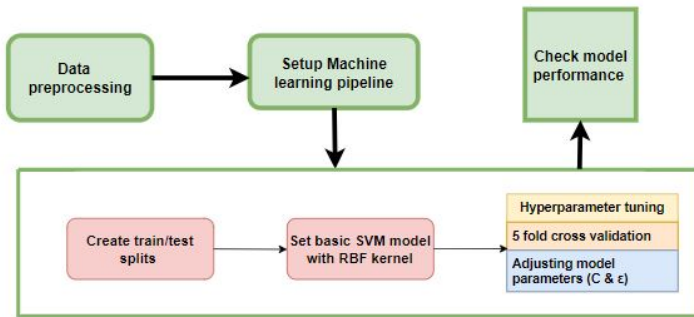 Data
preprocessing
Setup Machine
learning pipeline
Check model
performance
Create train/test
splits
Set basic SVM model
with RBF kernel
Hyperparameter tuning
5 fold cross validation
Adjusting model
parameters (C & ε)